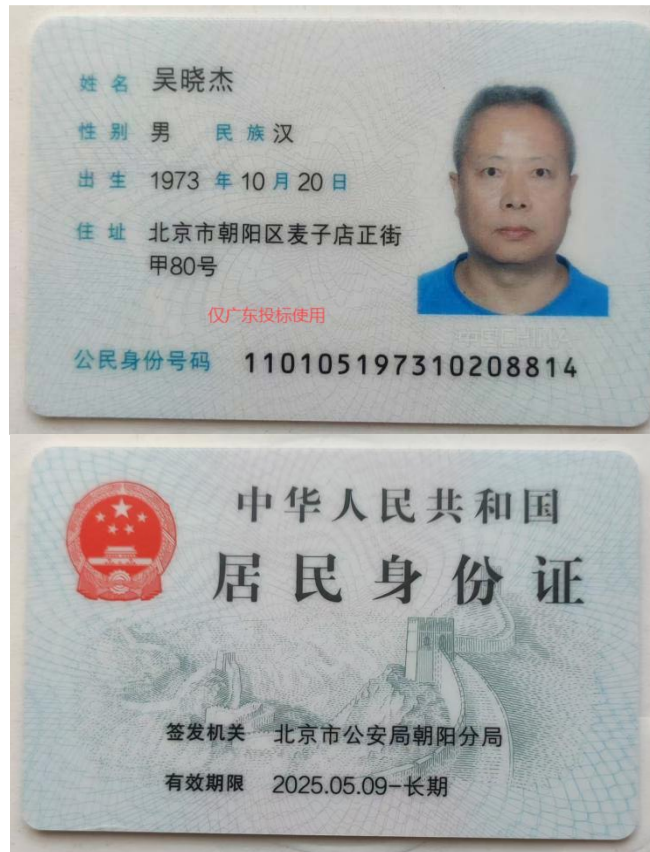 姓名 吴晓杰
性别 男 民族 汉
出生 1973 年 10 月 20 日
住址 北京市朝阳区麦子店正街
甲80号
仅广东投标使用
公民身份号码 110105197310208814
中华人民共和国
居民身份证
签发机关 北京市公安局朝阳分局
有效期限 2025.05.09-长期